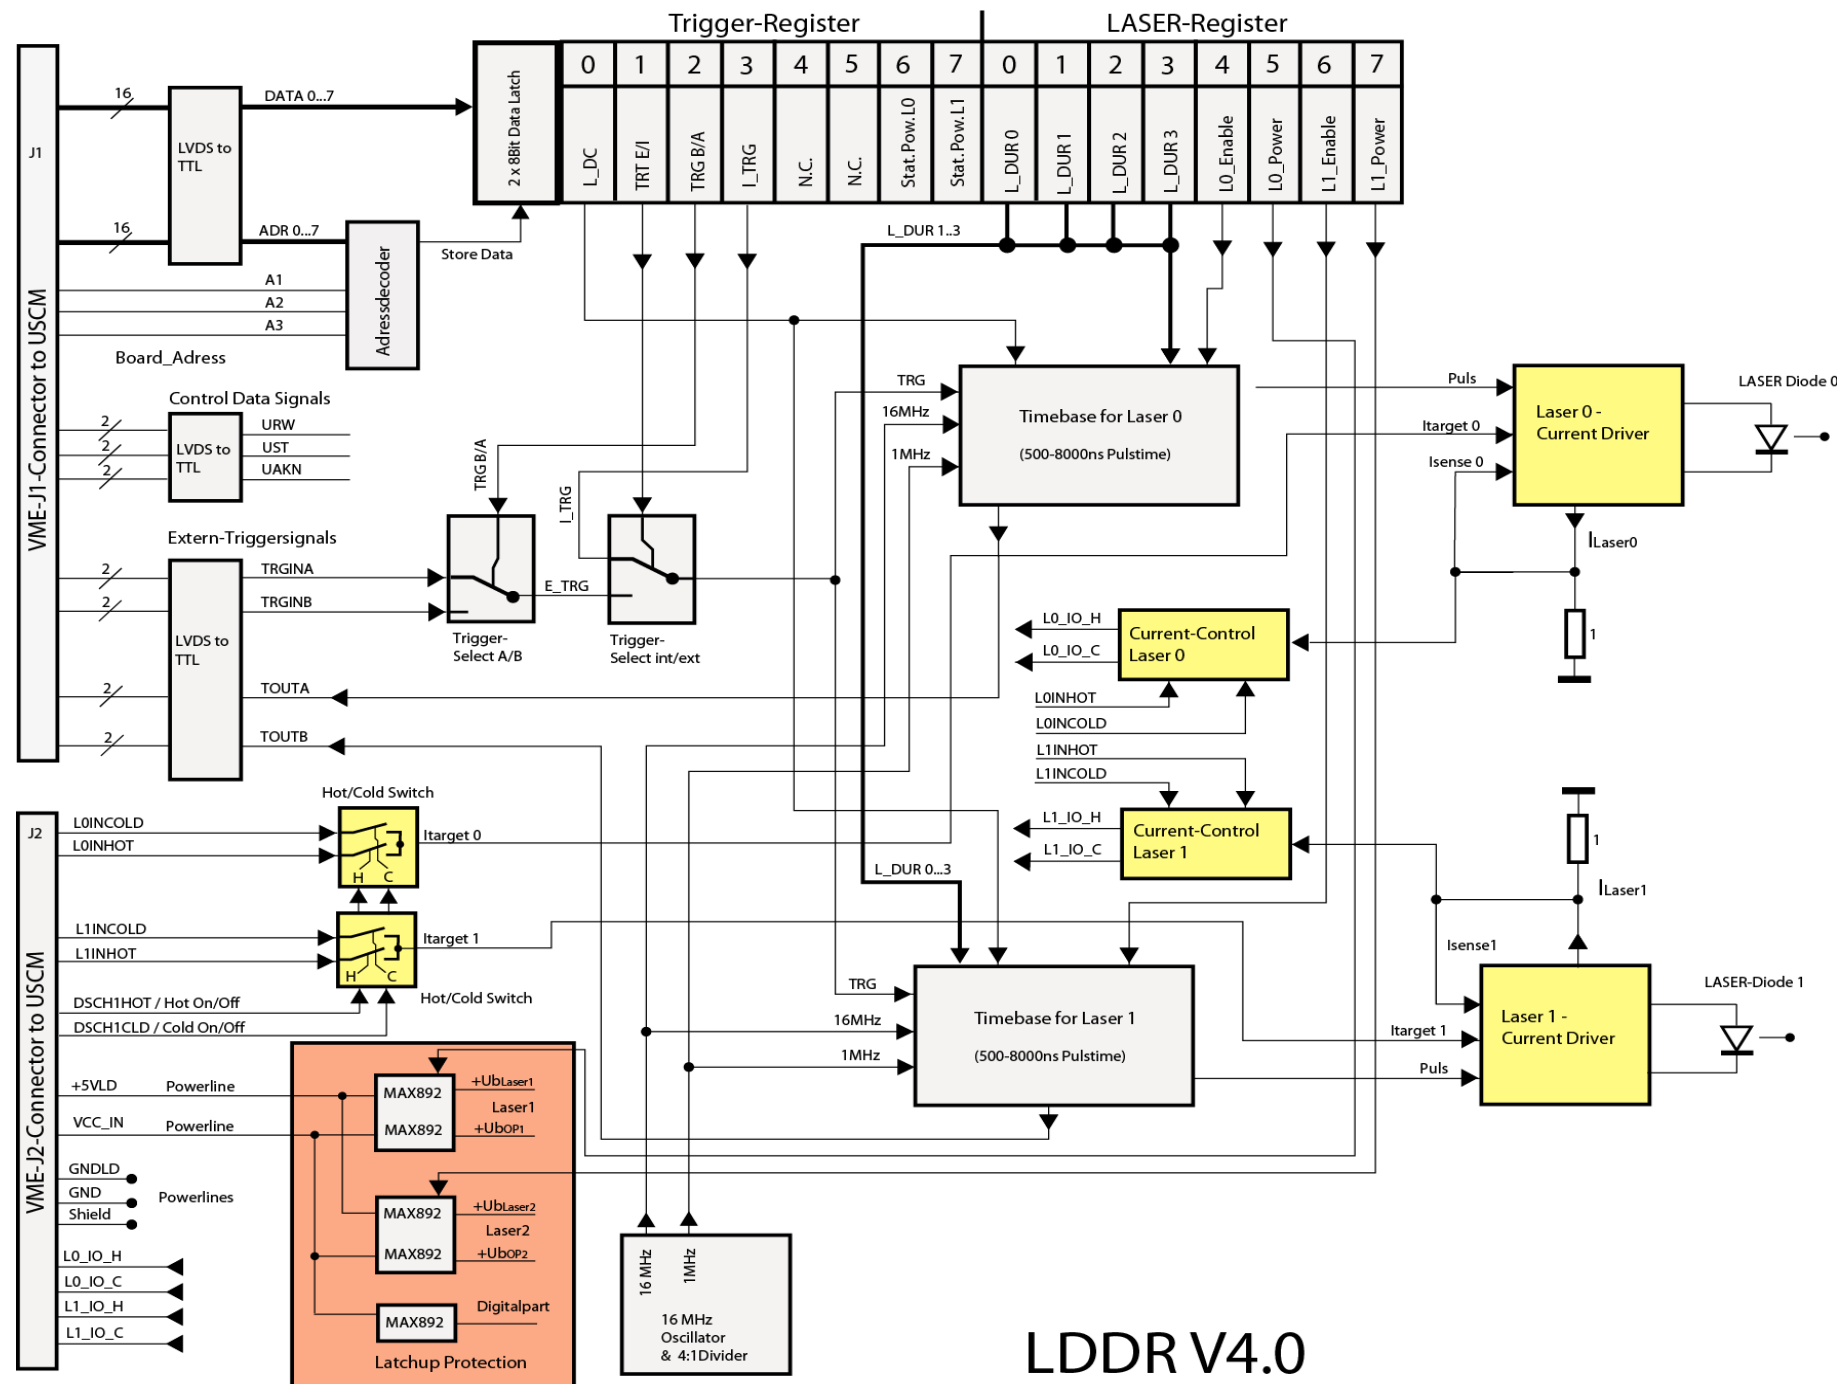 Trigger-Register
LASER-Register
0 1 2 3 4 5 6 7 0 1 2 3 4 5 6 7
2 x 8Bit Data Latch
L_DC
TRT E/I
TRG B/A
I_TRG
N.C.
N.C.
Stat.Pow.L0
Stat.Pow.L1
L_DUR 0
L_DUR 1
L_DUR 2
L_DUR 3
L0_Enable
L0_Power
L1_Enable
L1_Power
J1
VME-J1-Connector to USCM
16
LVDS to
TTL
DATA 0...7
16
ADR 0...7
Adressdecoder
Store Data
A1
A2
A3
Board_Adress
L_DUR 1..3
Control Data Signals
2
2
2
LVDS to
TTL
URW
UST
UAKN
Extern-Triggersignals
2
2
2
2
LVDS to
TTL
TRGINA
TRGINB
TOUTA
TOUTB
TRG B/A
I_TRG
E_TRG
Trigger-
Select A/B
Trigger-
Select int/ext
TRG
16MHz
1MHz
Timebase for Laser 0
(500-8000ns Pulstime)
Puls
Itarget 0
Isense 0
Laser 0 -
Current Driver
LASER Diode 0
ILaser0
1
L0_IO_H
L0_IO_C
Current-Control
Laser 0
L0INHOT
L0INCOLD
L1INHOT
L1INCOLD
L1_IO_H
L1_IO_C
Current-Control
Laser 1
1
ILaser1
J2
VME-J2-Connector to USCM
Hot/Cold Switch
L0INCOLD
L0INHOT
H C
Itarget 0
L1INCOLD
L1INHOT
H C
Itarget 1
Hot/Cold Switch
DSCH1HOT / Hot On/Off
DSCH1CLD / Cold On/Off
L_DUR 0...3
TRG
16MHz
1MHz
Timebase for Laser 1
(500-8000ns Pulstime)
Isense1
Itarget 1
Puls
Laser 1 -
Current Driver
LASER-Diode 1
+5VLD
Powerline
VCC_IN
Powerline
GNDLD
GND
Shield
Powerlines
L0_IO_H
L0_IO_C
L1_IO_H
L1_IO_C
MAX892
MAX892
+UbLaser1
Laser1
+UbOP1
MAX892
MAX892
+UbLaser2
Laser2
+UbOP2
MAX892
Digitalpart
Latchup Protection
16 MHz
1MHz
16 MHz
Oscillator
& 4:1Divider
LDDR V4.0